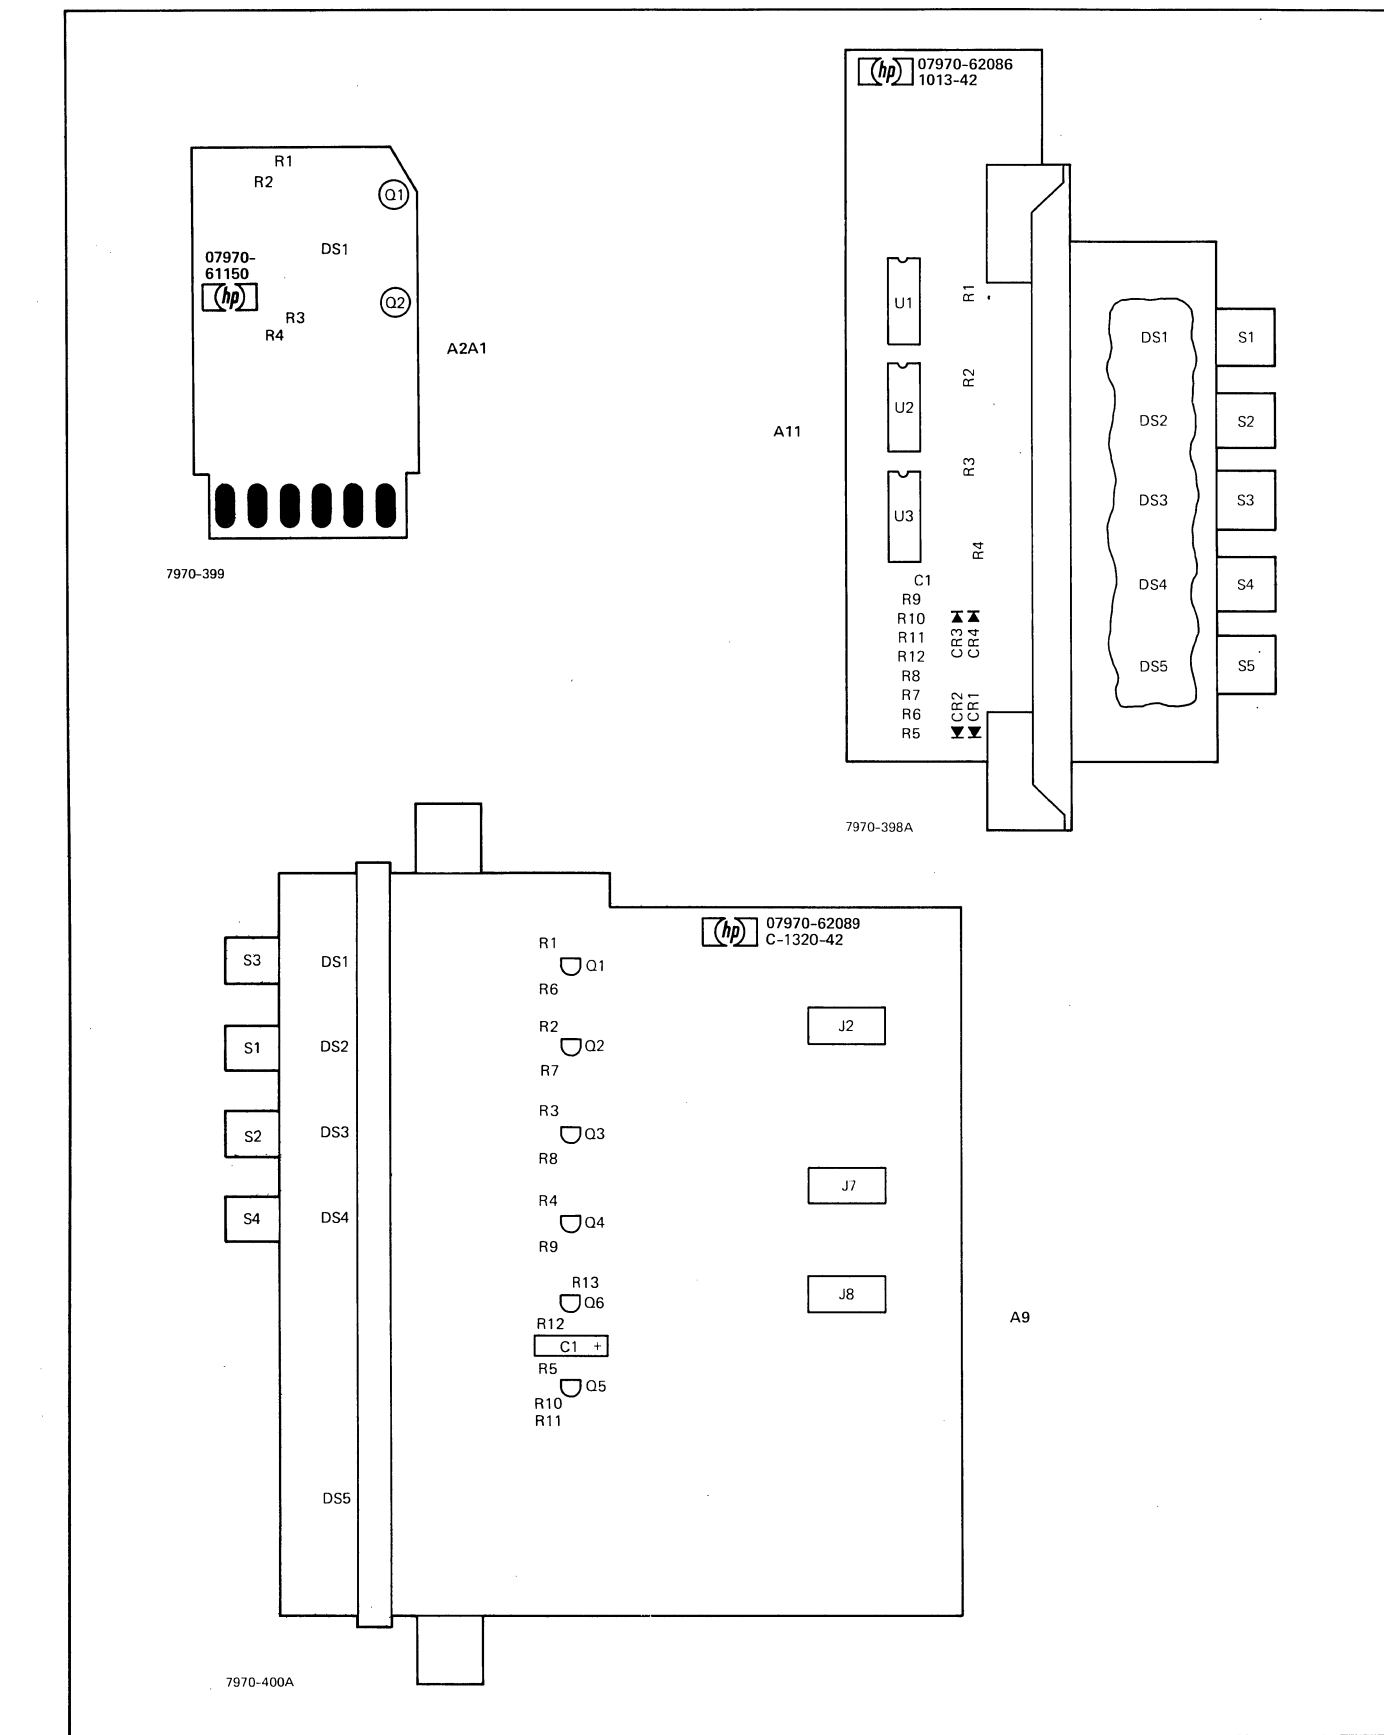 R1
R2
Q1
DS1
07970-
61150
hp
Q2
R3
R4
A2A1
7970-399
hp
07970-62086
1013-42
U1
R1
DS1
S1
R2
U2
DS2
S2
A11
R3
DS3
S3
U3
R4
C1
DS4
S4
R9
R10
R11
R12
CR3
CR4
R8
DS5
S5
R7
R6
R5
CR2
CR1
7970-398A
hp
07970-62089
C-1320-42
R1
S3
DS1
Q1
R6
R2
J2
S1
DS2
Q2
R7
R3
S2
DS3
Q3
R8
J7
R4
S4
DS4
Q4
R9
R13
Q6
J8
R12
A9
C1 +
R5
Q5
R10
R11
DS5
7970-400A